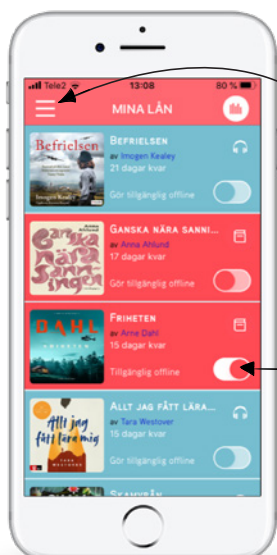 Tele2 13:08 80 %
MINA LÅN
Befrielsen
Imogen Kealey
BEFRIELSEN
av Imogen Kealey
21 dagar kvar
Gör tillgänglig offline
Anna Ahlund
Ganska nära sanningen
GANSKA NÄRA SANNI...
av Anna Ahlund
17 dagar kvar
Gör tillgänglig offline
DAHL
FRIHETEN
FRIHETEN
av Arne Dahl
15 dagar kvar
Tillgänglig offline
Allt jag
fått lära mig
TARA
WESTOVER
ALLT JAG FÅTT LÄRA...
av Tara Westover
15 dagar kvar
Gör tillgänglig offline
SKAMVRÅN